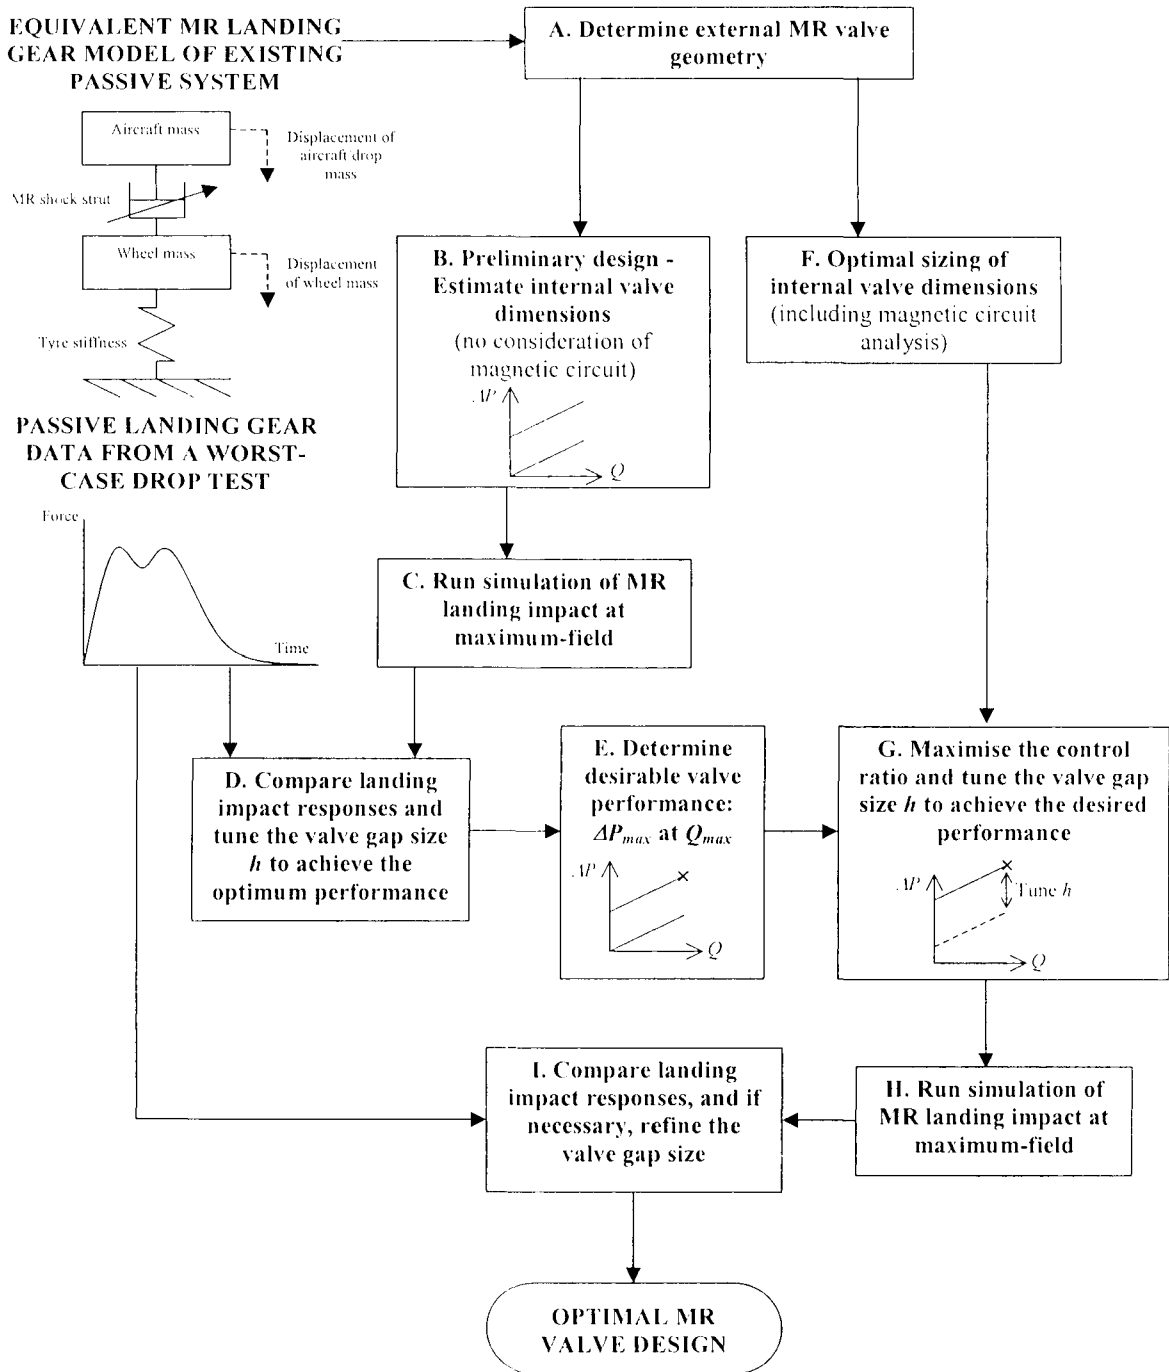 EQUIVALENT MR LANDING
GEAR MODEL OF EXISTING
PASSIVE SYSTEM
Aircraft mass
Displacement of
aircraft drop
mass
MR shock strut
Wheel mass
Displacement
of wheel mass
Tyre stiffness
PASSIVE LANDING GEAR
DATA FROM A WORST-
CASE DROP TEST
Force
Time
A. Determine external MR valve
geometry
B. Preliminary design -
Estimate internal valve
dimensions
(no consideration of
magnetic circuit)
ΔP
Q
F. Optimal sizing of
internal valve dimensions
(including magnetic circuit
analysis)
C. Run simulation of MR
landing impact at
maximum-field
D. Compare landing
impact responses and
tune the valve gap size
h to achieve the
optimum performance
E. Determine
desirable valve
performance:
ΔPmax at Qmax
ΔP
Q
G. Maximise the control
ratio and tune the valve gap
size h to achieve the desired
performance
ΔP
Tune h
Q
H. Run simulation of
MR landing impact at
maximum-field
I. Compare landing
impact responses, and if
necessary, refine the
valve gap size
OPTIMAL MR
VALVE DESIGN